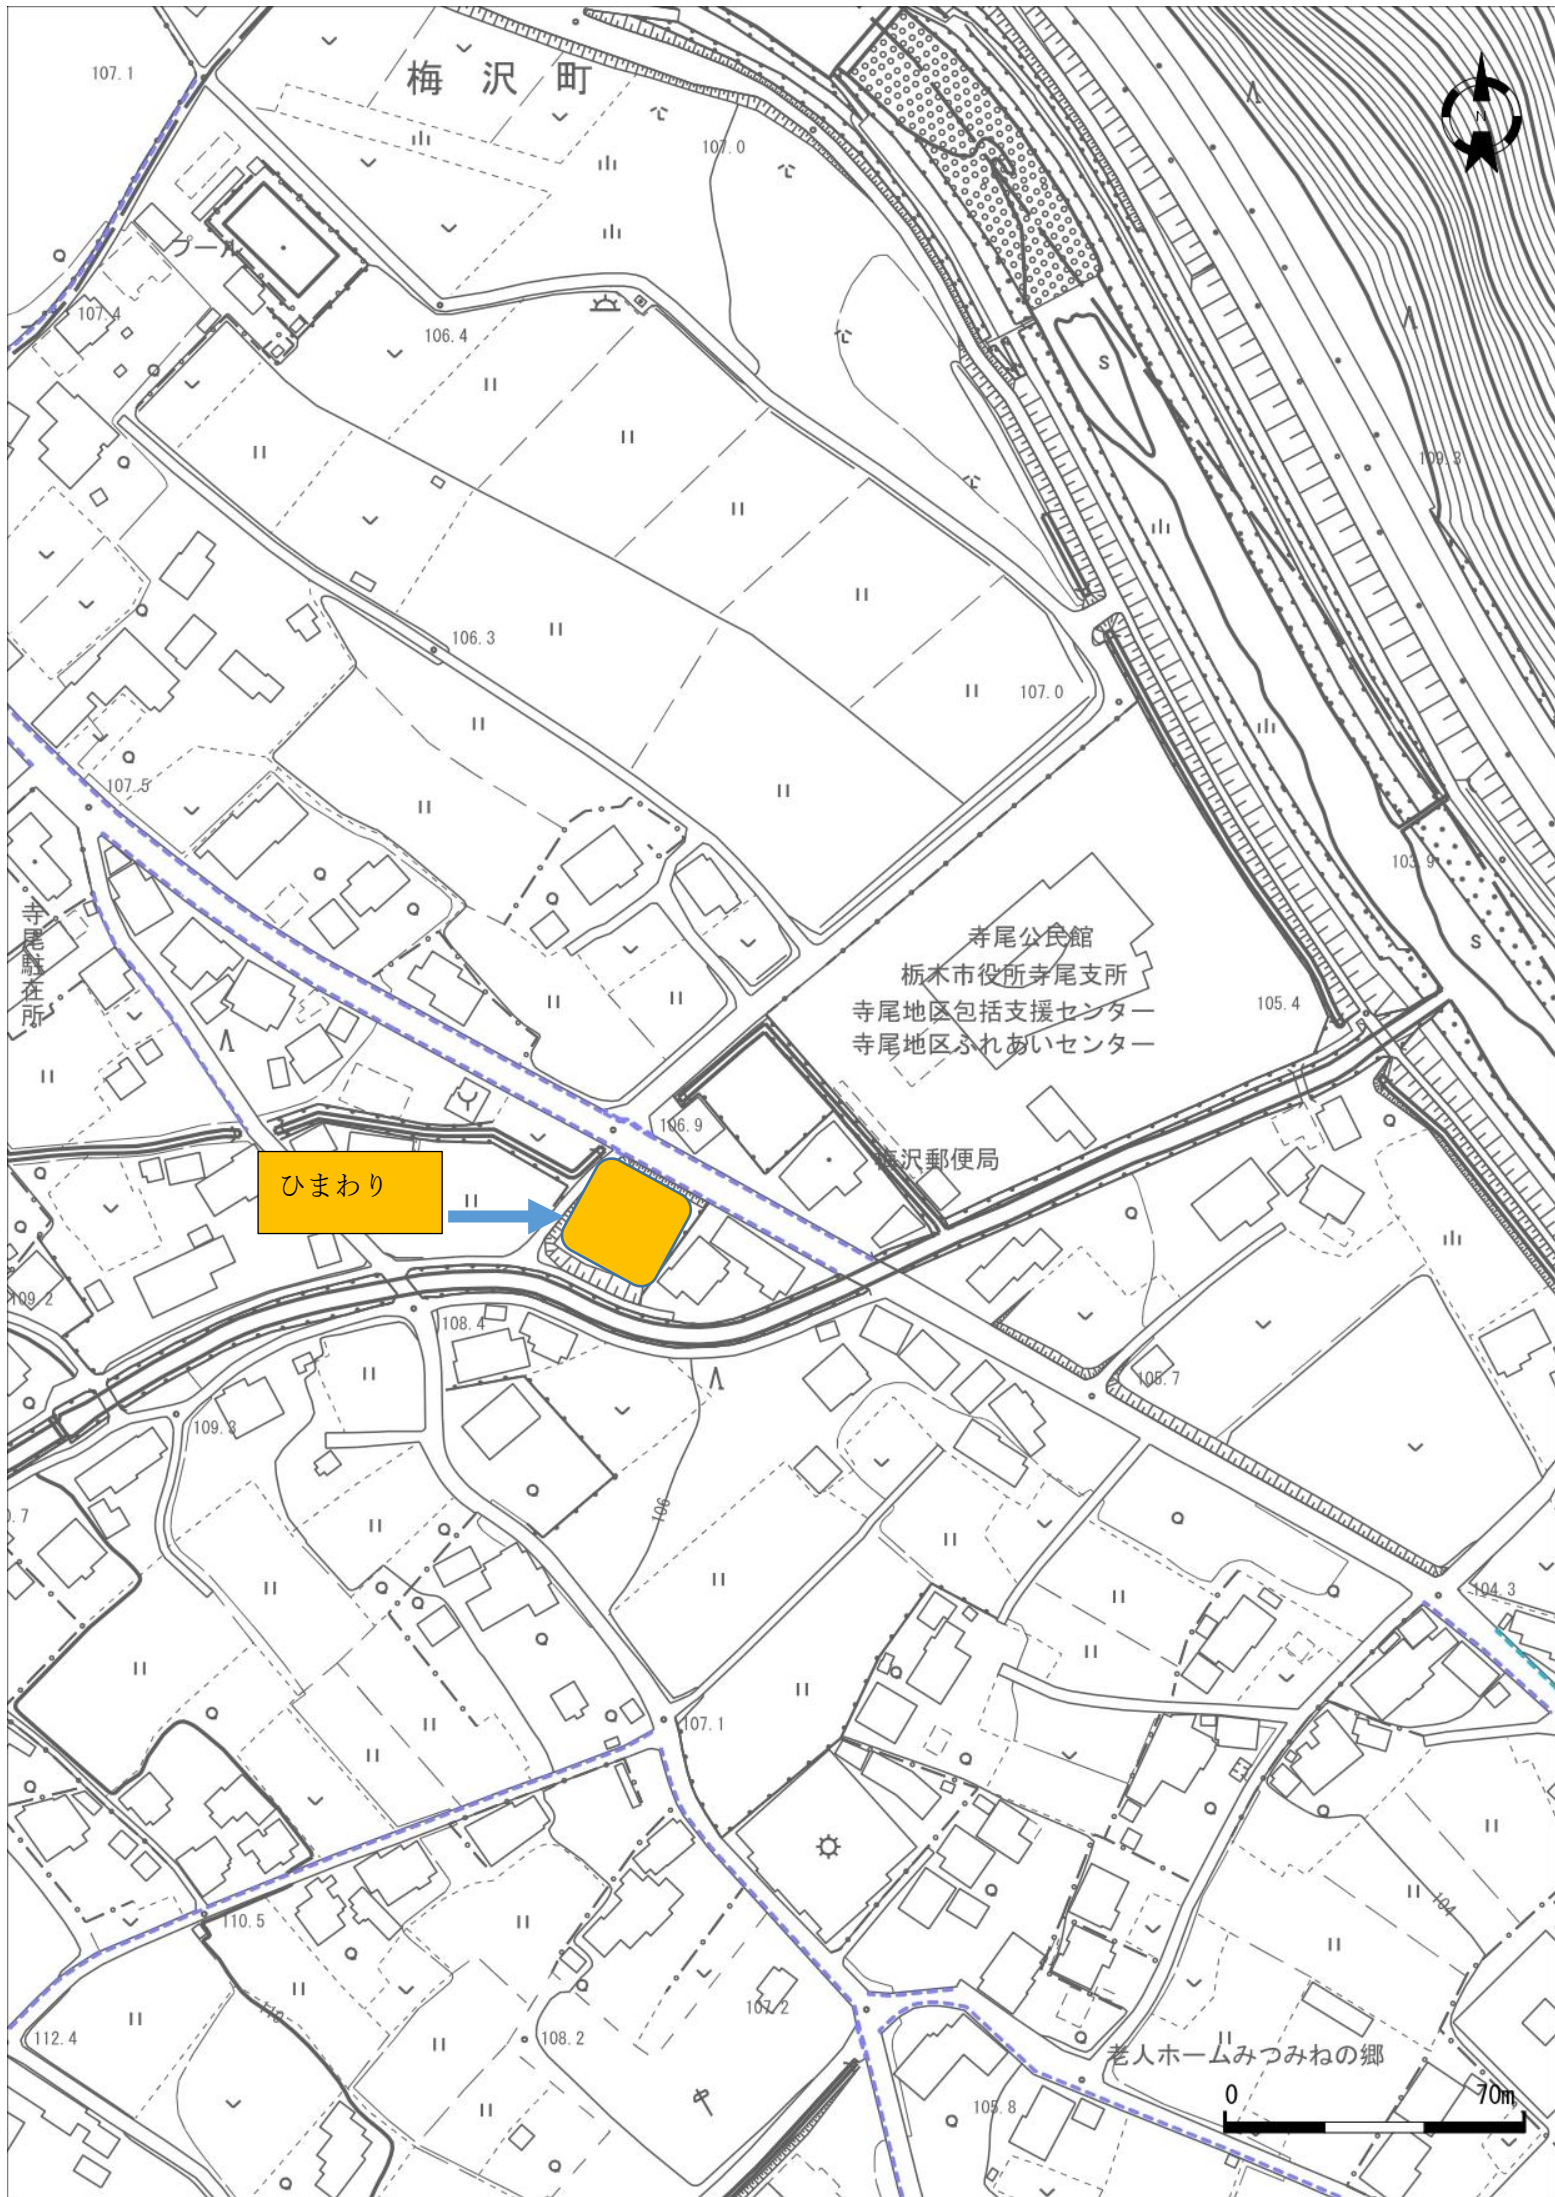 107.1
梅沢町
107.0
N
プール
107.4
106.4
S
109.3
106.3
107.0
107.5
103.9
寺尾駐在所
寺尾公民館
栃木市役所寺尾支所
寺尾地区包括支援センター
寺尾地区ふれあいセンター
105.4
S
106.9
梅沢郵便局
ひまわり
109.2
108.4
105.7
109.3
106
0.7
104.3
107.1
104
110.5
110
107.2
112.4
108.2
老人ホームみつみねの郷
105.8
0 70m